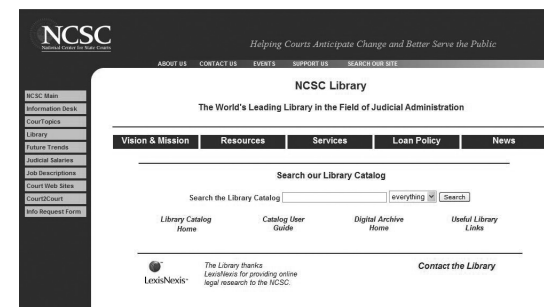 NCSC
National Center for State Courts
Helping Courts Anticipate Change and Better Serve the Public
ABOUT US CONTACT US EVENTS SUPPORT US SEARCH OUR SITE
NCSC Library
The World's Leading Library in the Field of Judicial Administration
NCSC Main
Information Desk
CourTopics
Library
Future Trends
Judicial Salaries
Job Descriptions
Court Web Sites
Court2Court
Info Request Form
Vision & Mission Resources Services Loan Policy News
Search our Library Catalog
Search the Library Catalog everything Search
Library Catalog Home
Catalog User Guide
Digital Archive Home
Useful Library Links
LexisNexis
The Library thanks
LexisNexis for providing online
legal research to the NCSC.
Contact the Library